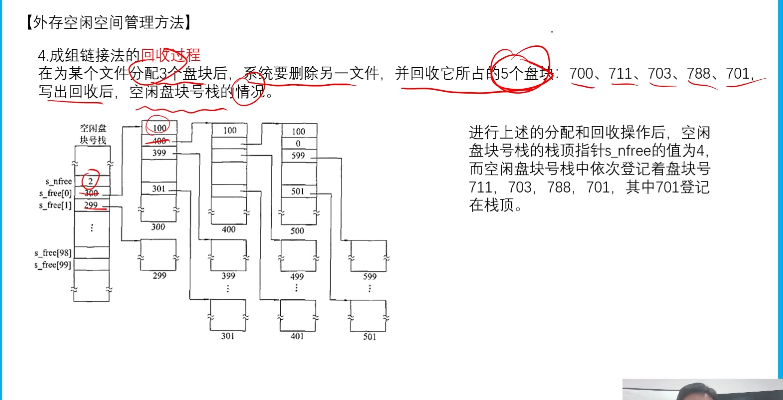 【外存空闲空间管理方法】
4.成组链接法的回收过程
在为某个文件分配3个盘块后，系统要删除另一文件，并回收它所占的5个盘块：700、711、703、788、701，
写出回收后，空闲盘块号栈的情况。
空闲盘
块号栈
s_nfree 2
s_free[0] 300
s_free[1] 299
⋮
s_free[98]
s_free[99]
100
400
399
301
300
299
100
400
399
⋮
301
100
0
599
501
500
499
⋮
401
599
⋮
501
进行上述的分配和回收操作后，空闲
盘块号栈的栈顶指针s_nfree的值为4，
而空闲盘块号栈中依次登记着盘块号
711，703，788，701，其中701登记
在栈顶。